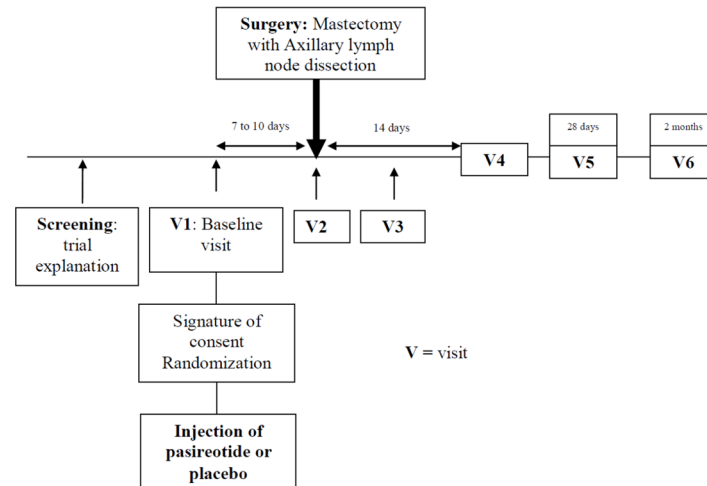 Surgery: Mastectomy
with Axillary lymph
node dissection
7 to 10 days
14 days
28 days
2 months
V4
V5
V6
Screening:
trial
explanation
V1: Baseline
visit
V2
V3
Signature of
consent
Randomization
V = visit
Injection of
pasireotide or
placebo